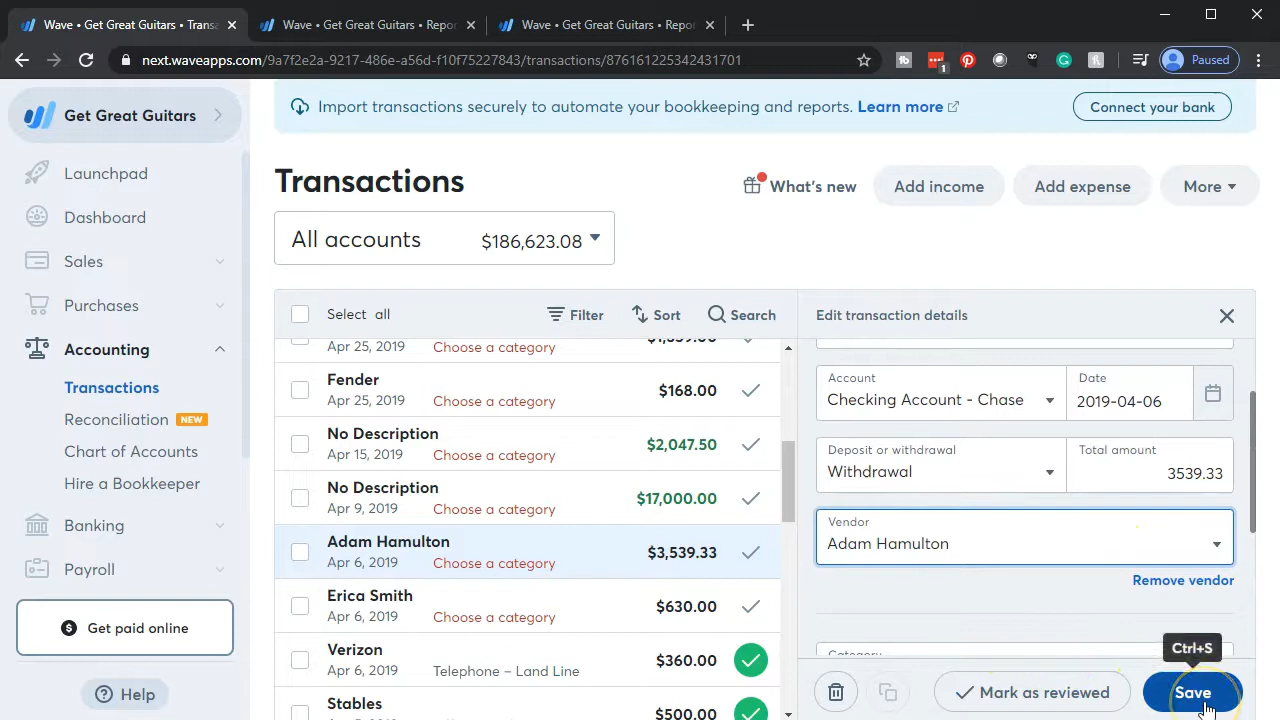 Wave • Get Great Guitars • Transa
Wave • Get Great Guitars • Repor
Wave • Get Great Guitars • Repor
next.waveapps.com/9a7f2e2a-9217-486e-a56d-f10f75227843/transactions/876161225342431701
1
Paused
Get Great Guitars
Launchpad
Dashboard
Sales
Purchases
Accounting
Transactions
Reconciliation NEW
Chart of Accounts
Hire a Bookkeeper
Banking
Payroll
Get paid online
Help
Import transactions securely to automate your bookkeeping and reports. Learn more
Connect your bank
Transactions
What's new
Add income
Add expense
More
All accounts $186,623.08
Select all
Filter
Sort
Search
Apr 25, 2019 Choose a category
Fender
Apr 25, 2019 Choose a category
$168.00
No Description
Apr 15, 2019 Choose a category
$2,047.50
No Description
Apr 9, 2019 Choose a category
$17,000.00
Adam Hamulton
Apr 6, 2019 Choose a category
$3,539.33
Erica Smith
Apr 6, 2019 Choose a category
$630.00
Verizon
Apr 6, 2019 Telephone – Land Line
$360.00
Stables
$500.00
Edit transaction details
Account
Checking Account - Chase
Date
2019-04-06
Deposit or withdrawal
Withdrawal
Total amount
3539.33
Vendor
Adam Hamulton
Remove vendor
Category
Ctrl+S
Mark as reviewed
Save